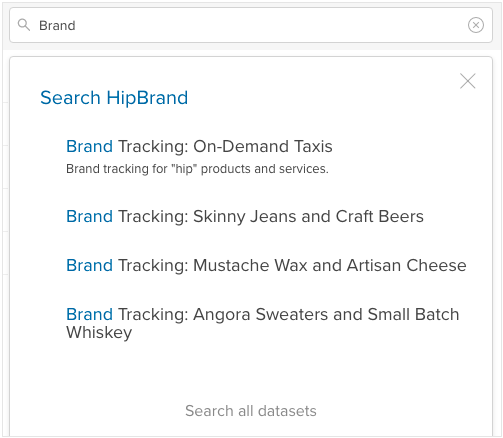 Brand
Search HipBrand
Brand Tracking: On-Demand Taxis
Brand tracking for "hip" products and services.
Brand Tracking: Skinny Jeans and Craft Beers
Brand Tracking: Mustache Wax and Artisan Cheese
Brand Tracking: Angora Sweaters and Small Batch
Whiskey
Search all datasets